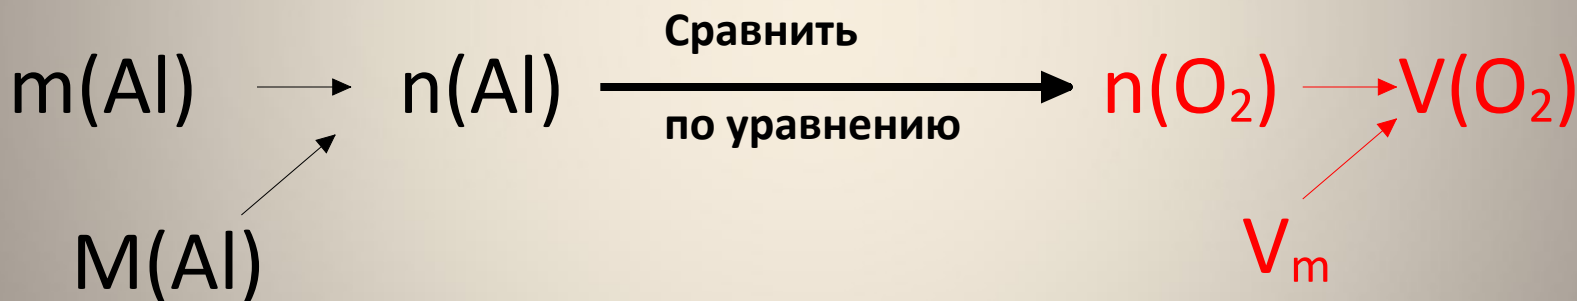 Сравнить
m(Al) n(Al) n(O₂) V(O₂)
по уравнению
M(Al) Vₘ